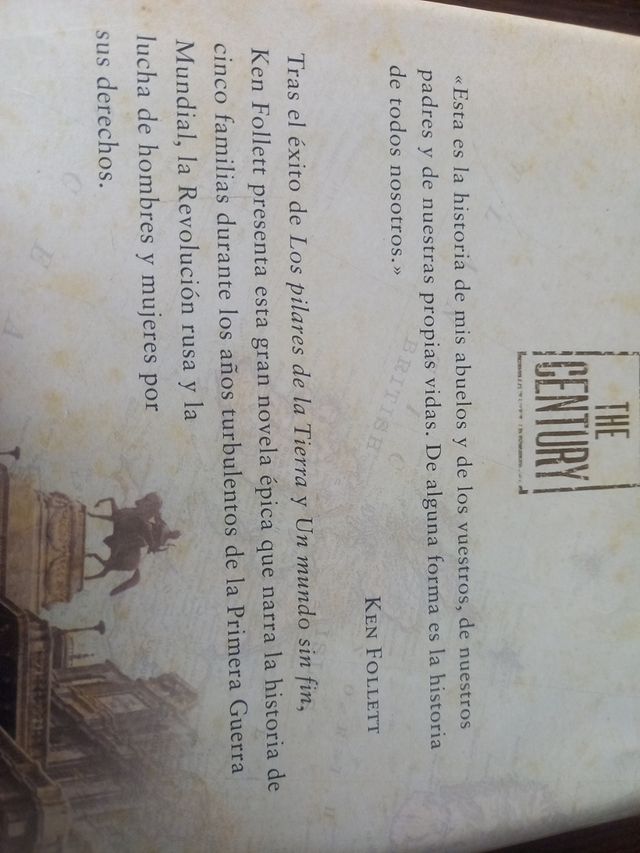 THE
CENTURY
«Esta es la historia de mis abuelos y de los vuestros, de nuestros
padres y de nuestras propias vidas. De alguna forma es la historia
de todos nosotros.»
KEN FOLLETT
Tras el éxito de Los pilares de la Tierra y Un mundo sin fin,
Ken Follett presenta esta gran novela épica que narra la historia de
cinco familias durante los años turbulentos de la Primera Guerra
Mundial, la Revolución rusa y la
lucha de hombres y mujeres por
sus derechos.
BRITISH